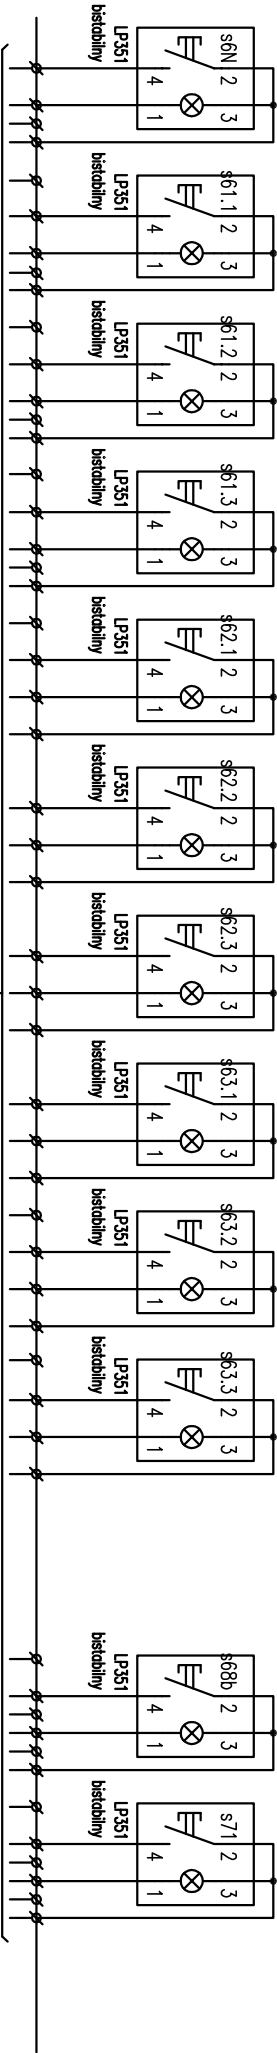 s6N
2
3
4
1
LP351
bistabilny
s61.1
2
3
4
1
LP351
bistabilny
s61.2
2
3
4
1
LP351
bistabilny
s61.3
2
3
4
1
LP351
bistabilny
s62.1
2
3
4
1
LP351
bistabilny
s62.2
2
3
4
1
LP351
bistabilny
s62.3
2
3
4
1
LP351
bistabilny
s63.1
2
3
4
1
LP351
bistabilny
s63.2
2
3
4
1
LP351
bistabilny
s63.3
2
3
4
1
LP351
bistabilny
s68b
2
3
4
1
LP351
bistabilny
s71
2
3
4
1
LP351
bistabilny